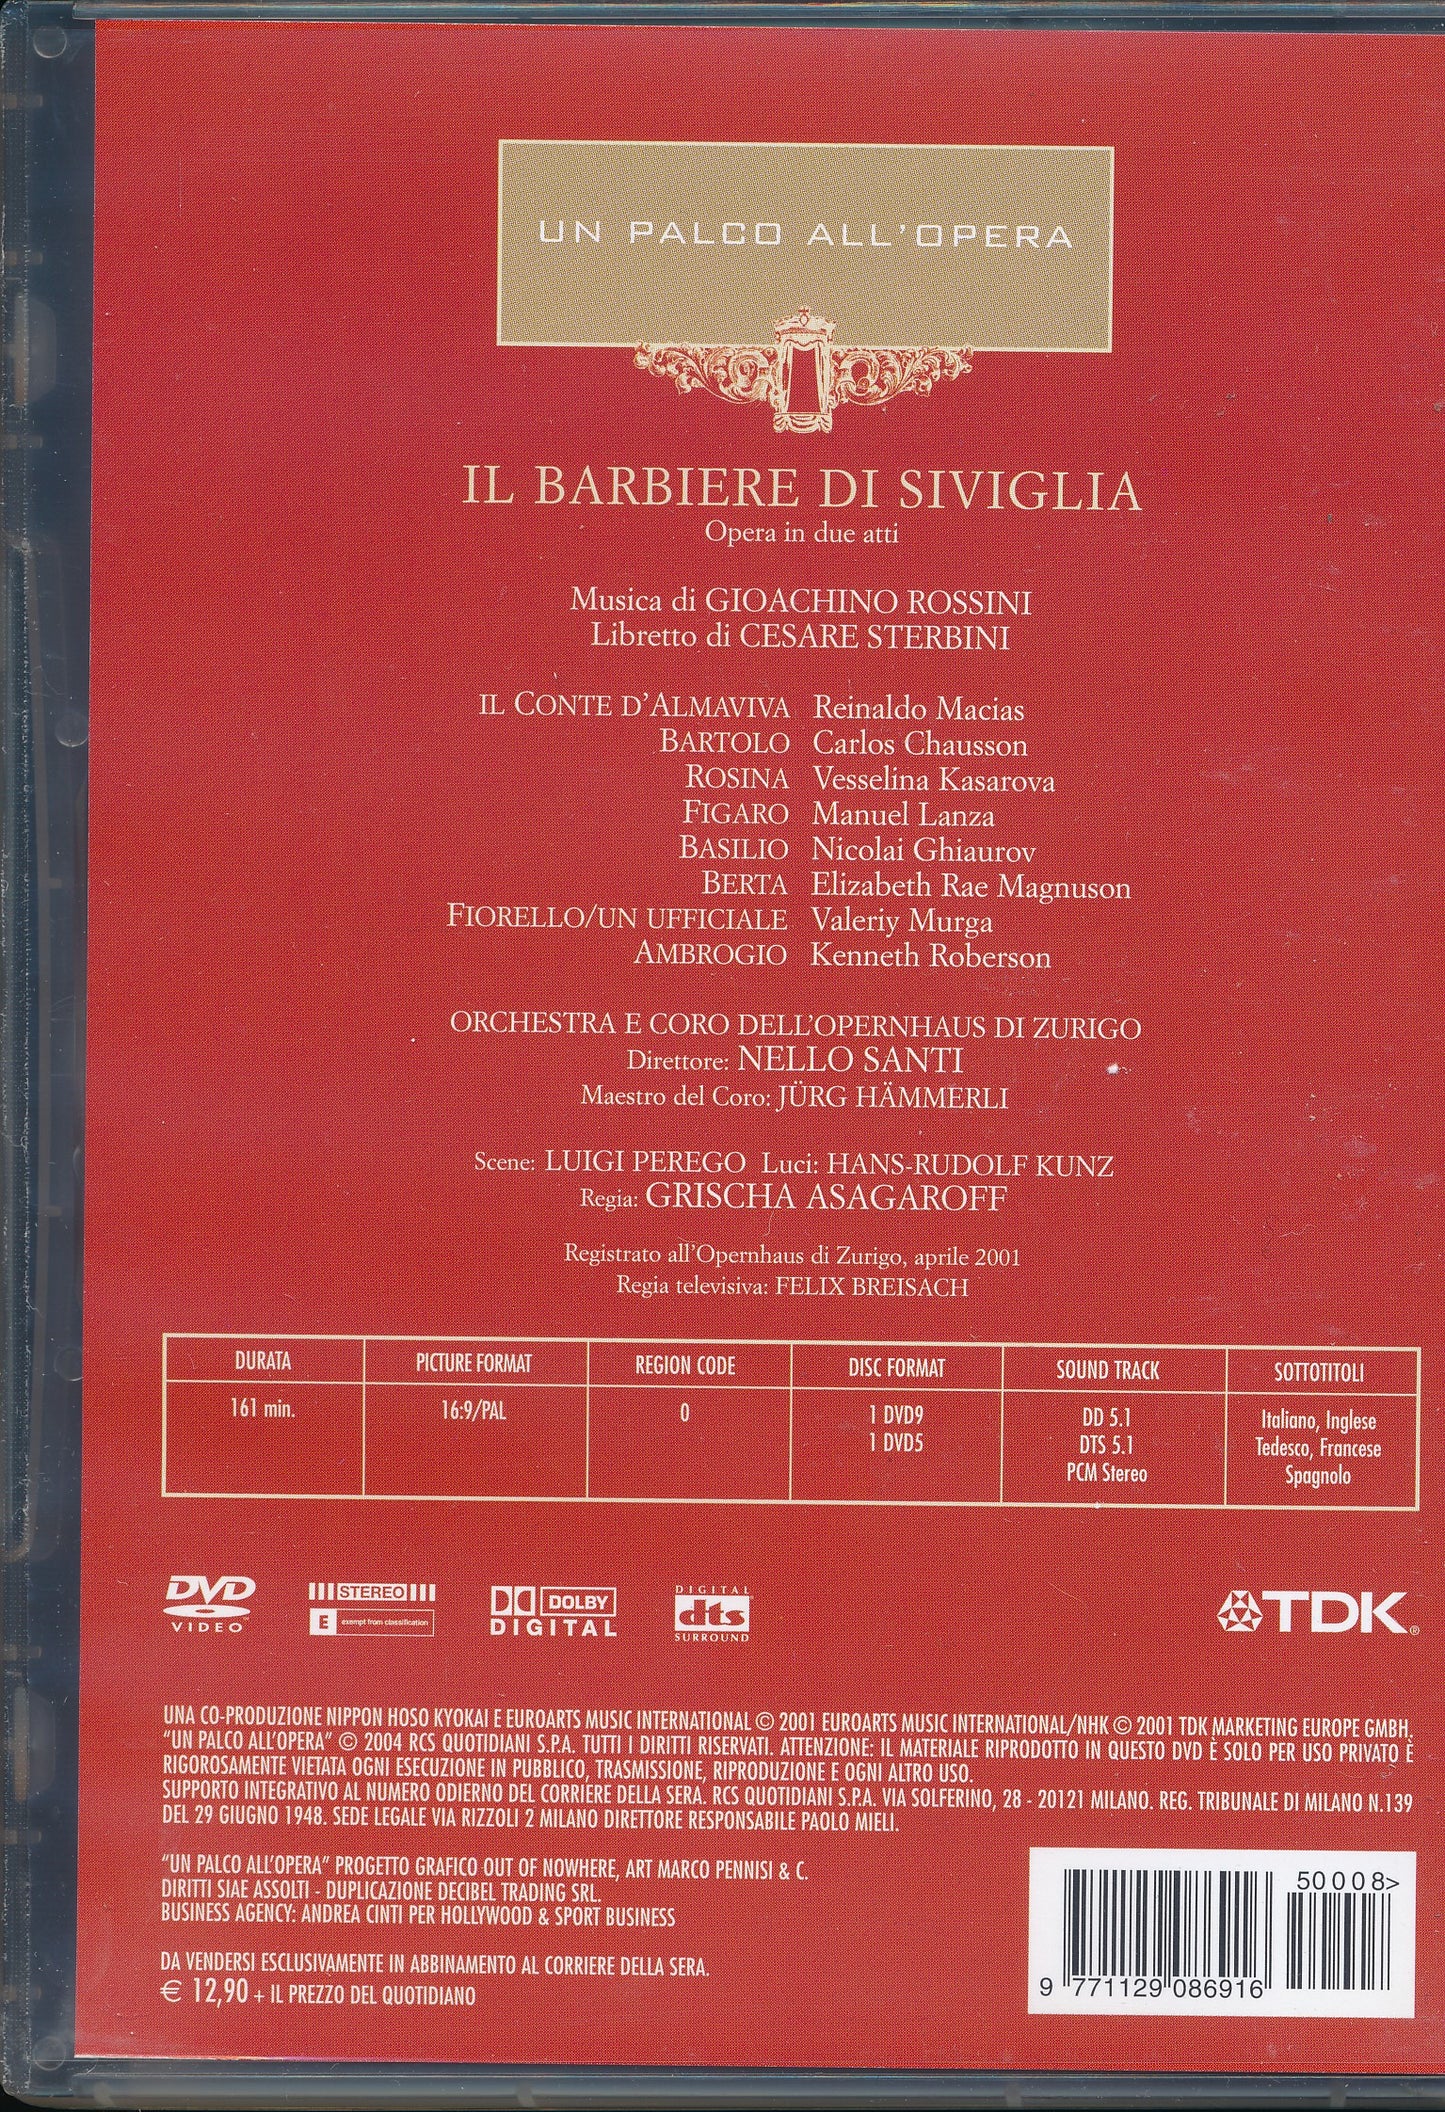 UN PALCO ALL'OPERA
IL BARBIERE DI SIVIGLIA
Opera in due atti
Musica di GIOACHINO ROSSINI
Libretto di CESARE STERBINI
IL CONTE D'ALMAVIVA Reinaldo Macias
BARTOLO Carlos Chausson
ROSINA Vesselina Kasarova
FIGARO Manuel Lanza
BASILIO Nicolai Ghiaurov
BERTA Elizabeth Rae Magnuson
FIORELLO/UN UFFICIALE Valeriy Murga
AMBROGIO Kenneth Roberson
ORCHESTRA E CORO DELL'OPERNHAUS DI ZURIGO
Direttore: NELLO SANTI
Maestro del Coro: JÜRG HÄMMERLI
Scene: LUIGI PEREGO Luci: HANS-RUDOLF KUNZ
Regia: GRISCHA ASAGAROFF
Registrato all'Opernhaus di Zurigo, aprile 2001
Regia televisiva: FELIX BREISACH
DURATA PICTURE FORMAT REGION CODE DISC FORMAT SOUND TRACK SOTTOTITOLI
161 min. 16:9/PAL 0 1 DVD9 DD 5.1 Italiano, Inglese
1 DVD5 DTS 5.1 Tedesco, Francese
PCM Stereo Spagnolo
DVD VIDEO™ STEREO E exempt from classification DOLBY DIGITAL DIGITAL dts SURROUND TDK®
UNA CO-PRODUZIONE NIPPON HOSO KYOKAI E EUROARTS MUSIC INTERNATIONAL © 2001 EUROARTS MUSIC INTERNATIONAL/NHK © 2001 TDK MARKETING EUROPE GMBH.
"UN PALCO ALL'OPERA" © 2004 RCS QUOTIDIANI S.P.A. TUTTI I DIRITTI RISERVATI. ATTENZIONE: IL MATERIALE RIPRODOTTO IN QUESTO DVD È SOLO PER USO PRIVATO È
RIGOROSAMENTE VIETATA OGNI ESECUZIONE IN PUBBLICO, TRASMISSIONE, RIPRODUZIONE E OGNI ALTRO USO.
SUPPORTO INTEGRATIVO AL NUMERO ODIERNO DEL CORRIERE DELLA SERA. RCS QUOTIDIANI S.P.A. VIA SOLFERINO, 28 - 20121 MILANO. REG. TRIBUNALE DI MILANO N.139
DEL 29 GIUGNO 1948. SEDE LEGALE VIA RIZZOLI 2 MILANO DIRETTORE RESPONSABILE PAOLO MIELI.
"UN PALCO ALL'OPERA" PROGETTO GRAFICO OUT OF NOWHERE, ART MARCO PENNISI & C.
DIRITTI SIAE ASSOLTI - DUPLICAZIONE DECIBEL TRADING SRL.
BUSINESS AGENCY: ANDREA CINTI PER HOLLYWOOD & SPORT BUSINESS
DA VENDERSI ESCLUSIVAMENTE IN ABBINAMENTO AL CORRIERE DELLA SERA.
€ 12,90 + IL PREZZO DEL QUOTIDIANO
50008>
9 771129 086916